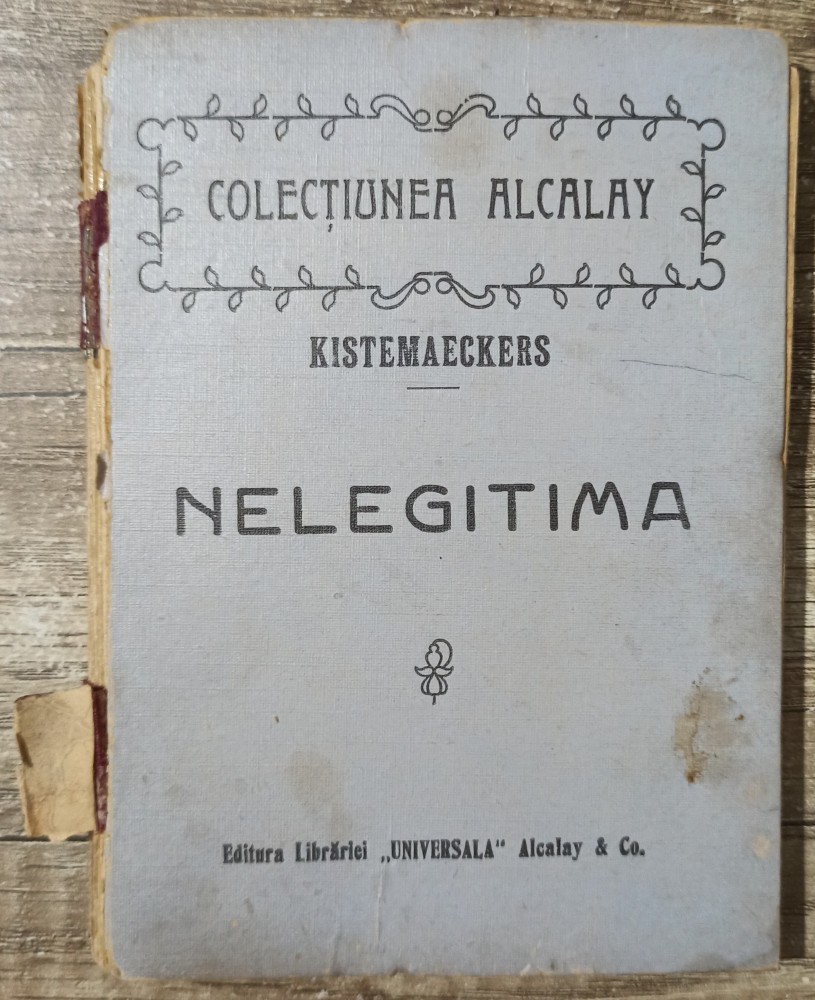 COLECȚIUNEA ALCALAY
KISTEMAECKERS
NELEGITIMA
Editura Librăriei „UNIVERSALA" Alcalay & Co.